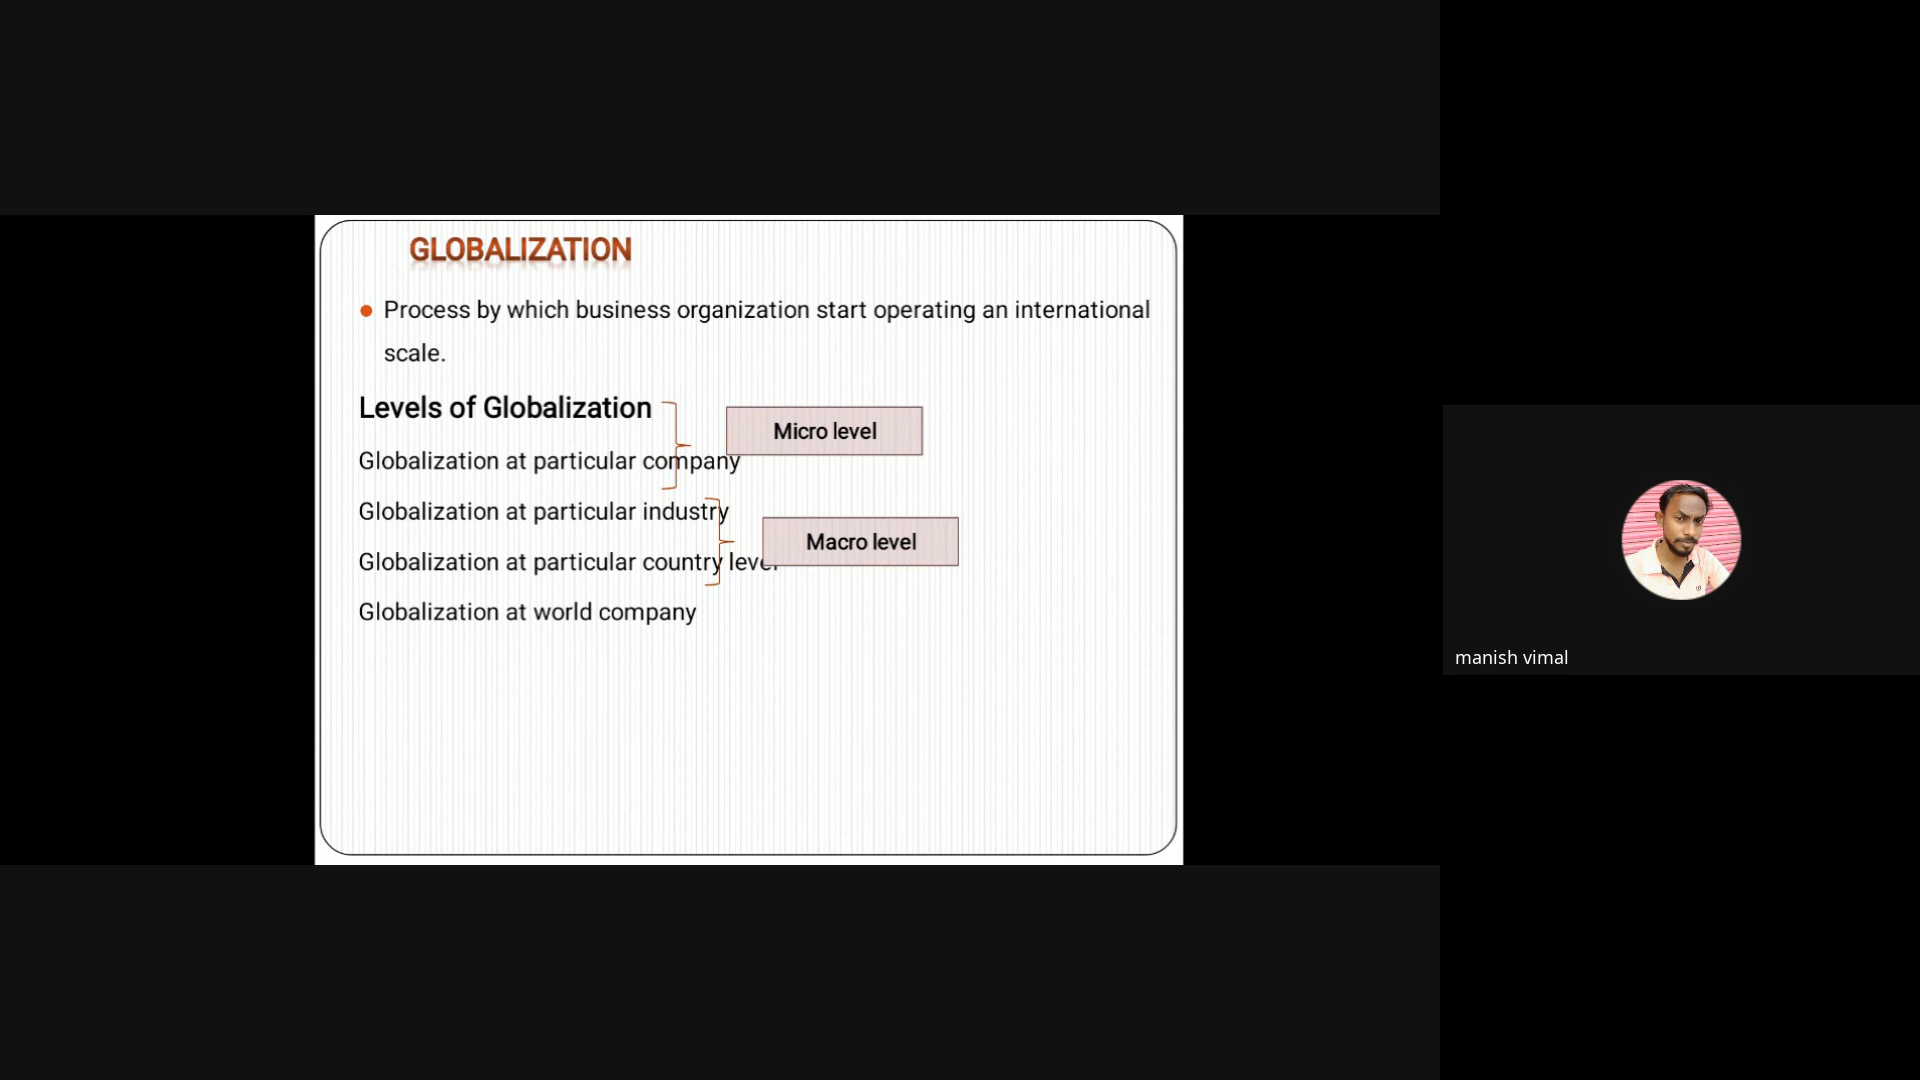 GLOBALIZATION
Process by which business organization start operating an international
scale.
Levels of Globalization
Micro level
Globalization at particular company
Globalization at particular industry
Macro level
Globalization at particular country level
Globalization at world company
manish vimal